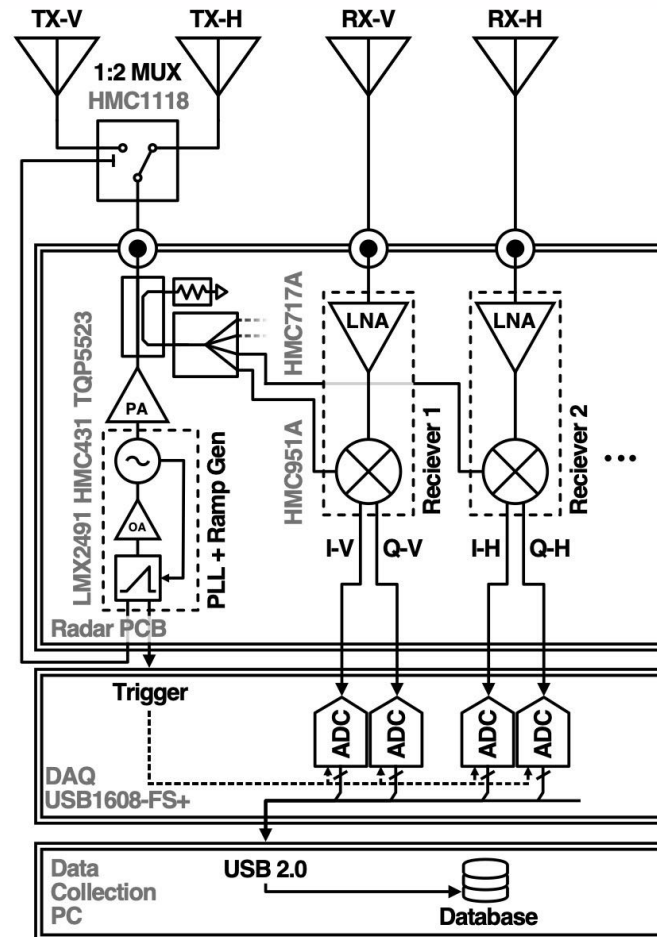 TX-V
TX-H
RX-V
RX-H
1:2 MUX
HMC1118
LMX2491 HMC431 TQP5523
HMC717A
HMC951A
LNA
LNA
PA
OA
PLL + Ramp Gen
Reciever 1
Reciever 2
...
I-V
Q-V
I-H
Q-H
Radar PCB
Trigger
ADC
ADC
ADC
ADC
DAQ
USB1608-FS+
Data
Collection
PC
USB 2.0
Database